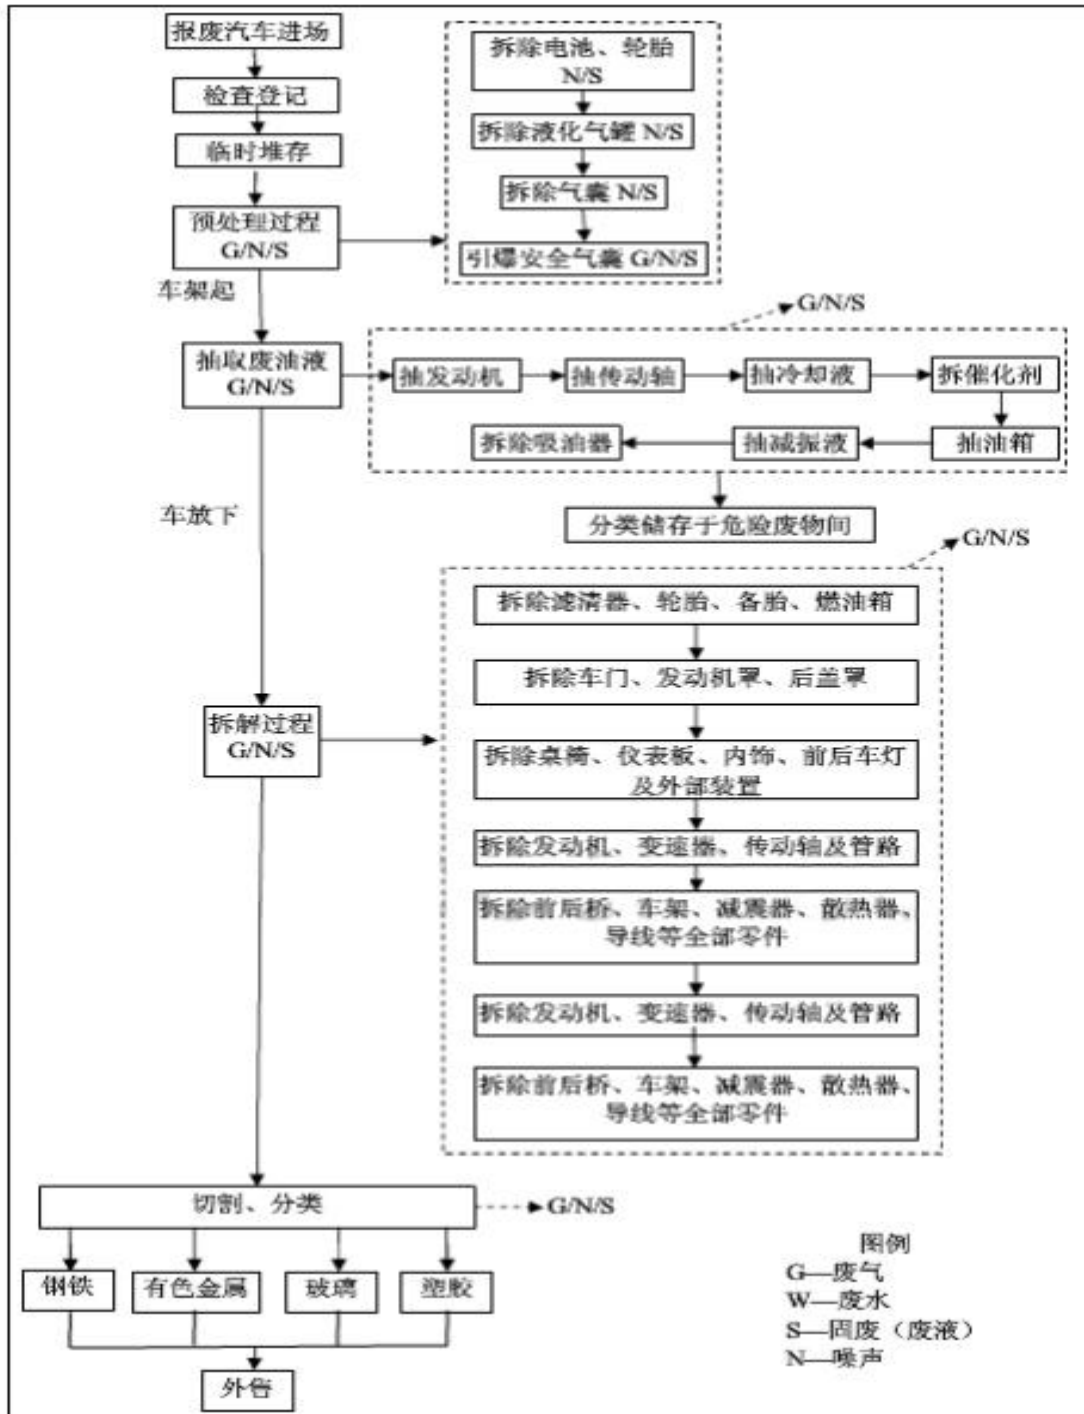 报废汽车进场
检查登记
临时堆存
预处理过程
G/N/S
拆除电池、轮胎
N/S
拆除液化气罐 N/S
拆除气囊 N/S
引爆安全气囊 G/N/S
车架起
抽取废油液
G/N/S
G/N/S
抽发动机
抽传动轴
抽冷却液
拆催化剂
抽油箱
抽减振液
拆除吸油器
分类储存于危险废物间
车放下
拆解过程
G/N/S
G/N/S
拆除滤清器、轮胎、备胎、燃油箱
拆除车门、发动机罩、后盖罩
拆除桌椅、仪表板、内饰、前后车灯
及外部装置
拆除发动机、变速器、传动轴及管路
拆除前后桥、车架、减震器、散热器、
导线等全部零件
拆除发动机、变速器、传动轴及管路
拆除前后桥、车架、减震器、散热器、
导线等全部零件
切割、分类
G/N/S
钢铁
有色金属
玻璃
塑胶
外售
图例
G—废气
W—废水
S—固废（废液）
N—噪声